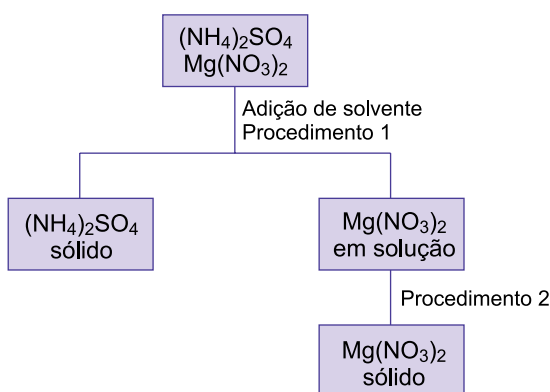 (NH₄)₂SO₄
Mg(NO₃)₂
Adição de solvente
Procedimento 1
(NH₄)₂SO₄
sólido
Mg(NO₃)₂
em solução
Procedimento 2
Mg(NO₃)₂
sólido